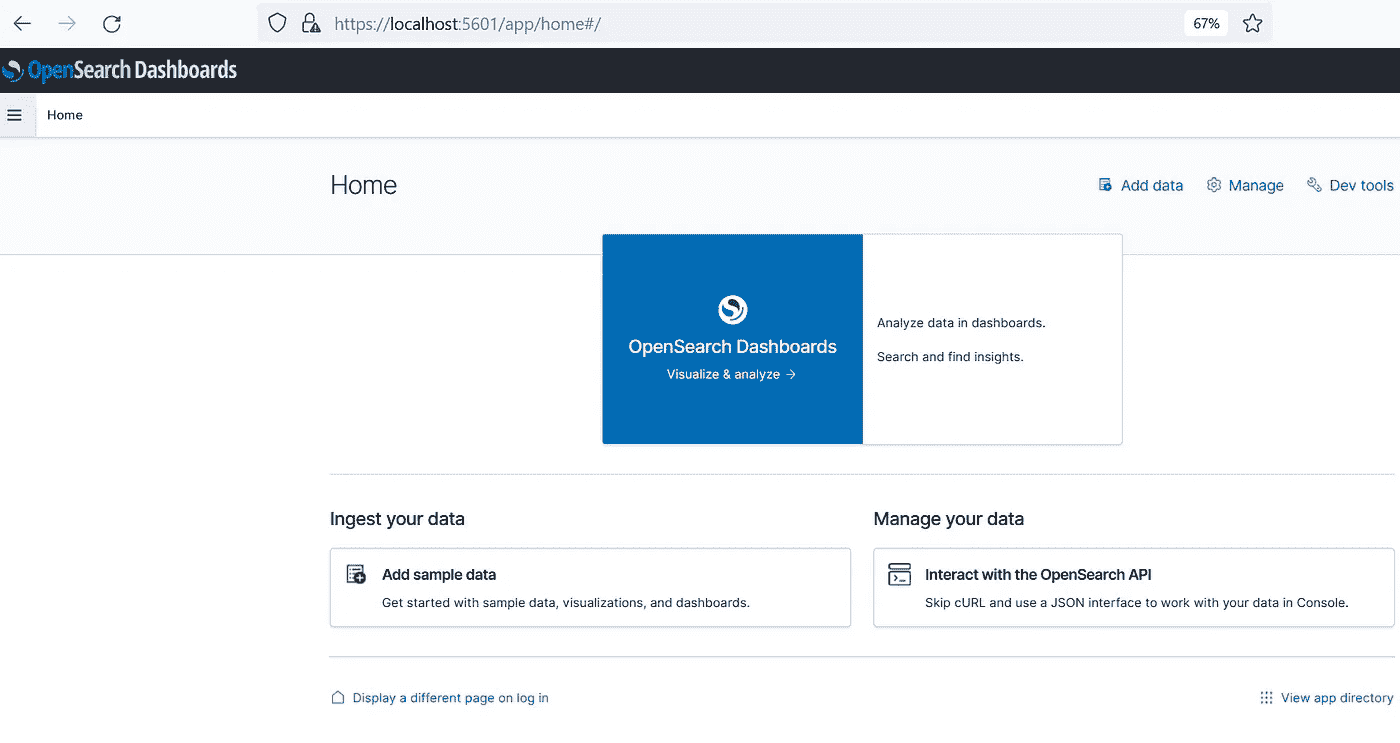 https://localhost:5601/app/home#/
67%
OpenSearch Dashboards
Home
Home
Add data
Manage
Dev tools
OpenSearch Dashboards
Visualize & analyze →
Analyze data in dashboards.
Search and find insights.
Ingest your data
Manage your data
Add sample data
Get started with sample data, visualizations, and dashboards.
Interact with the OpenSearch API
Skip cURL and use a JSON interface to work with your data in Console.
Display a different page on log in
View app directory